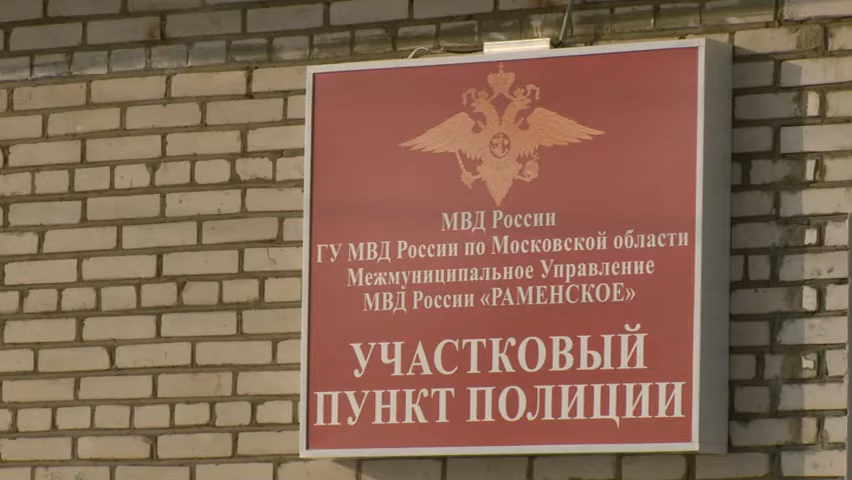 МВД России
ГУ МВД России по Московской области
Межмуниципальное Управление
МВД России «РАМЕНСКОЕ»
УЧАСТКОВЫЙ
ПУНКТ ПОЛИЦИИ